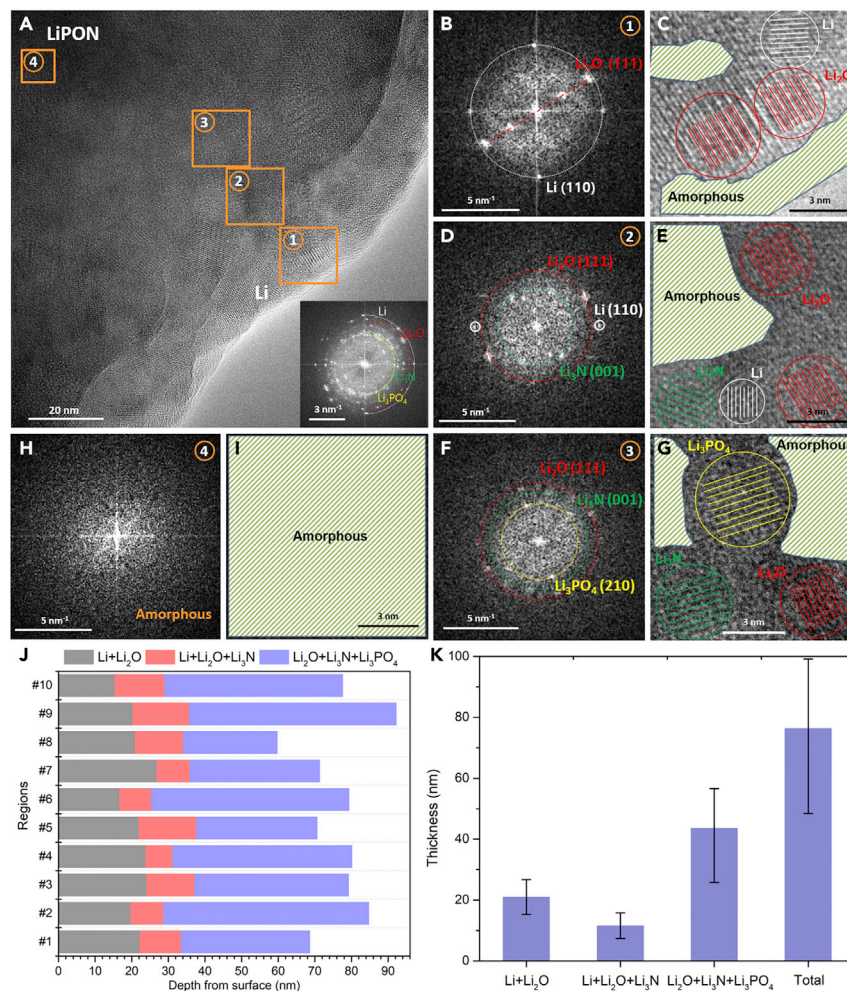 A
LiPON
4
3
2
1
Li
20 nm
Li
Li₂O
Li₃N
Li₃PO₄
3 nm⁻¹
B
1
Li₂O (111)
Li (110)
5 nm⁻¹
C
Li
Li₂O
Amorphous
3 nm
D
2
Li₂O (111)
Li (110)
Li₃N (001)
5 nm⁻¹
E
Li₂O
Amorphous
Li₃N
Li
3 nm
H
4
5 nm⁻¹
Amorphous
I
Amorphous
3 nm
F
3
Li₂O (111)
Li₃N (001)
Li₃PO₄ (210)
5 nm⁻¹
G
Li₃PO₄
Amorphou
Li₃N
Li₂O
3 nm
J
Li+Li₂O Li+Li₂O+Li₃N Li₂O+Li₃N+Li₃PO₄
#10
#9
#8
#7
#6
#5
#4
#3
#2
#1
Regions
0 10 20 30 40 50 60 70 80 90
Depth from surface (nm)
K
100
80
60
40
20
0
Thickness (nm)
Li+Li₂O Li+Li₂O+Li₃N Li₂O+Li₃N+Li₃PO₄ Total